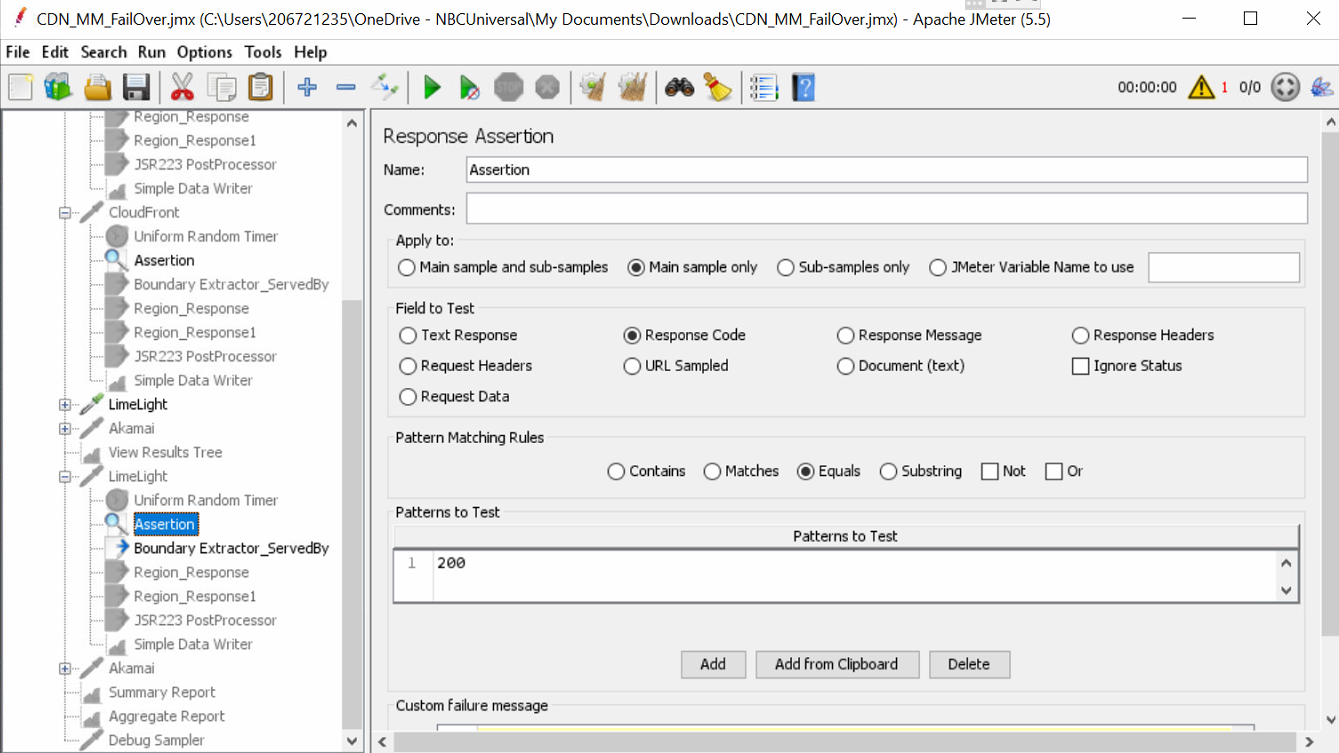 CDN_MM_FailOver.jmx (C:\Users\206721235\OneDrive - NBCUniversal\My Documents\Downloads\CDN_MM_FailOver.jmx) - Apache JMeter (5.5)
File Edit Search Run Options Tools Help
STOP 00:00:00 1 0/0
Region_Response
Region_Response1
JSR223 PostProcessor
Simple Data Writer
CloudFront
Uniform Random Timer
Assertion
Boundary Extractor_ServedBy
Region_Response
Region_Response1
JSR223 PostProcessor
Simple Data Writer
LimeLight
Akamai
View Results Tree
LimeLight
Uniform Random Timer
Assertion
Boundary Extractor_ServedBy
Region_Response
Region_Response1
JSR223 PostProcessor
Simple Data Writer
Akamai
Summary Report
Aggregate Report
Debug Sampler
Response Assertion
Name: Assertion
Comments:
Apply to:
Main sample and sub-samples Main sample only Sub-samples only JMeter Variable Name to use
Field to Test
Text Response Response Code Response Message Response Headers
Request Headers URL Sampled Document (text) Ignore Status
Request Data
Pattern Matching Rules
Contains Matches Equals Substring Not Or
Patterns to Test
Patterns to Test
1 200
Add Add from Clipboard Delete
Custom failure message